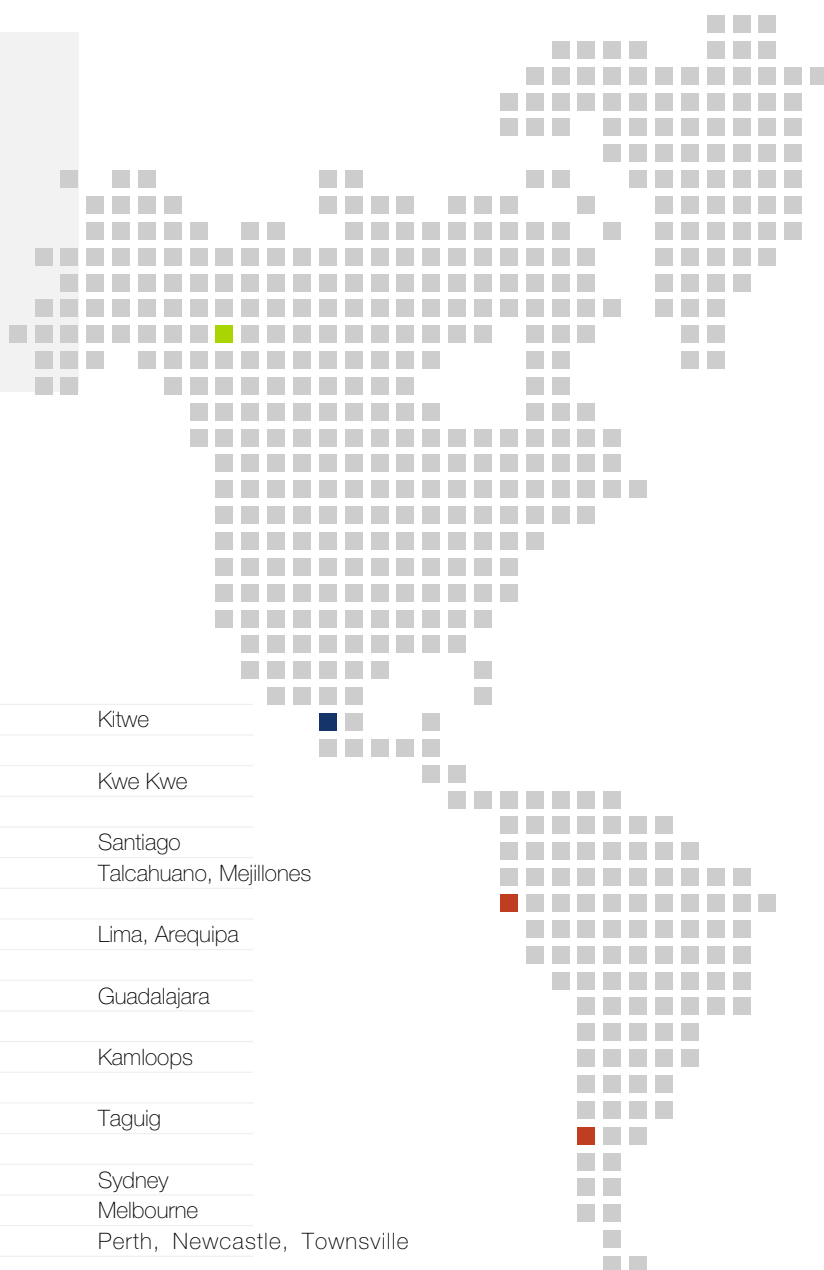 Kitwe
Kwe Kwe
Santiago
Talcahuano, Mejillones
Lima, Arequipa
Guadalajara
Kamloops
Taguig
Sydney
Melbourne
Perth, Newcastle, Townsville